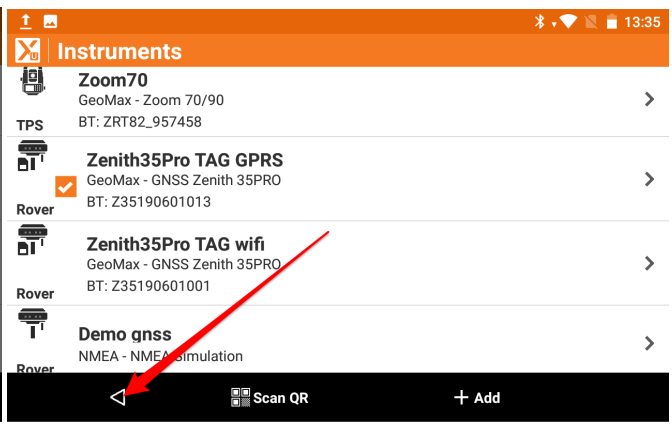 13:35
XU Instruments
Zoom70
GeoMax - Zoom 70/90
TPS
BT: ZRT82_957458
Zenith35Pro TAG GPRS
GeoMax - GNSS Zenith 35PRO
BT: Z35190601013
Rover
Zenith35Pro TAG wifi
GeoMax - GNSS Zenith 35PRO
BT: Z35190601001
Rover
Demo gnss
NMEA - NMEA Simulation
Rover
Scan QR
+ Add